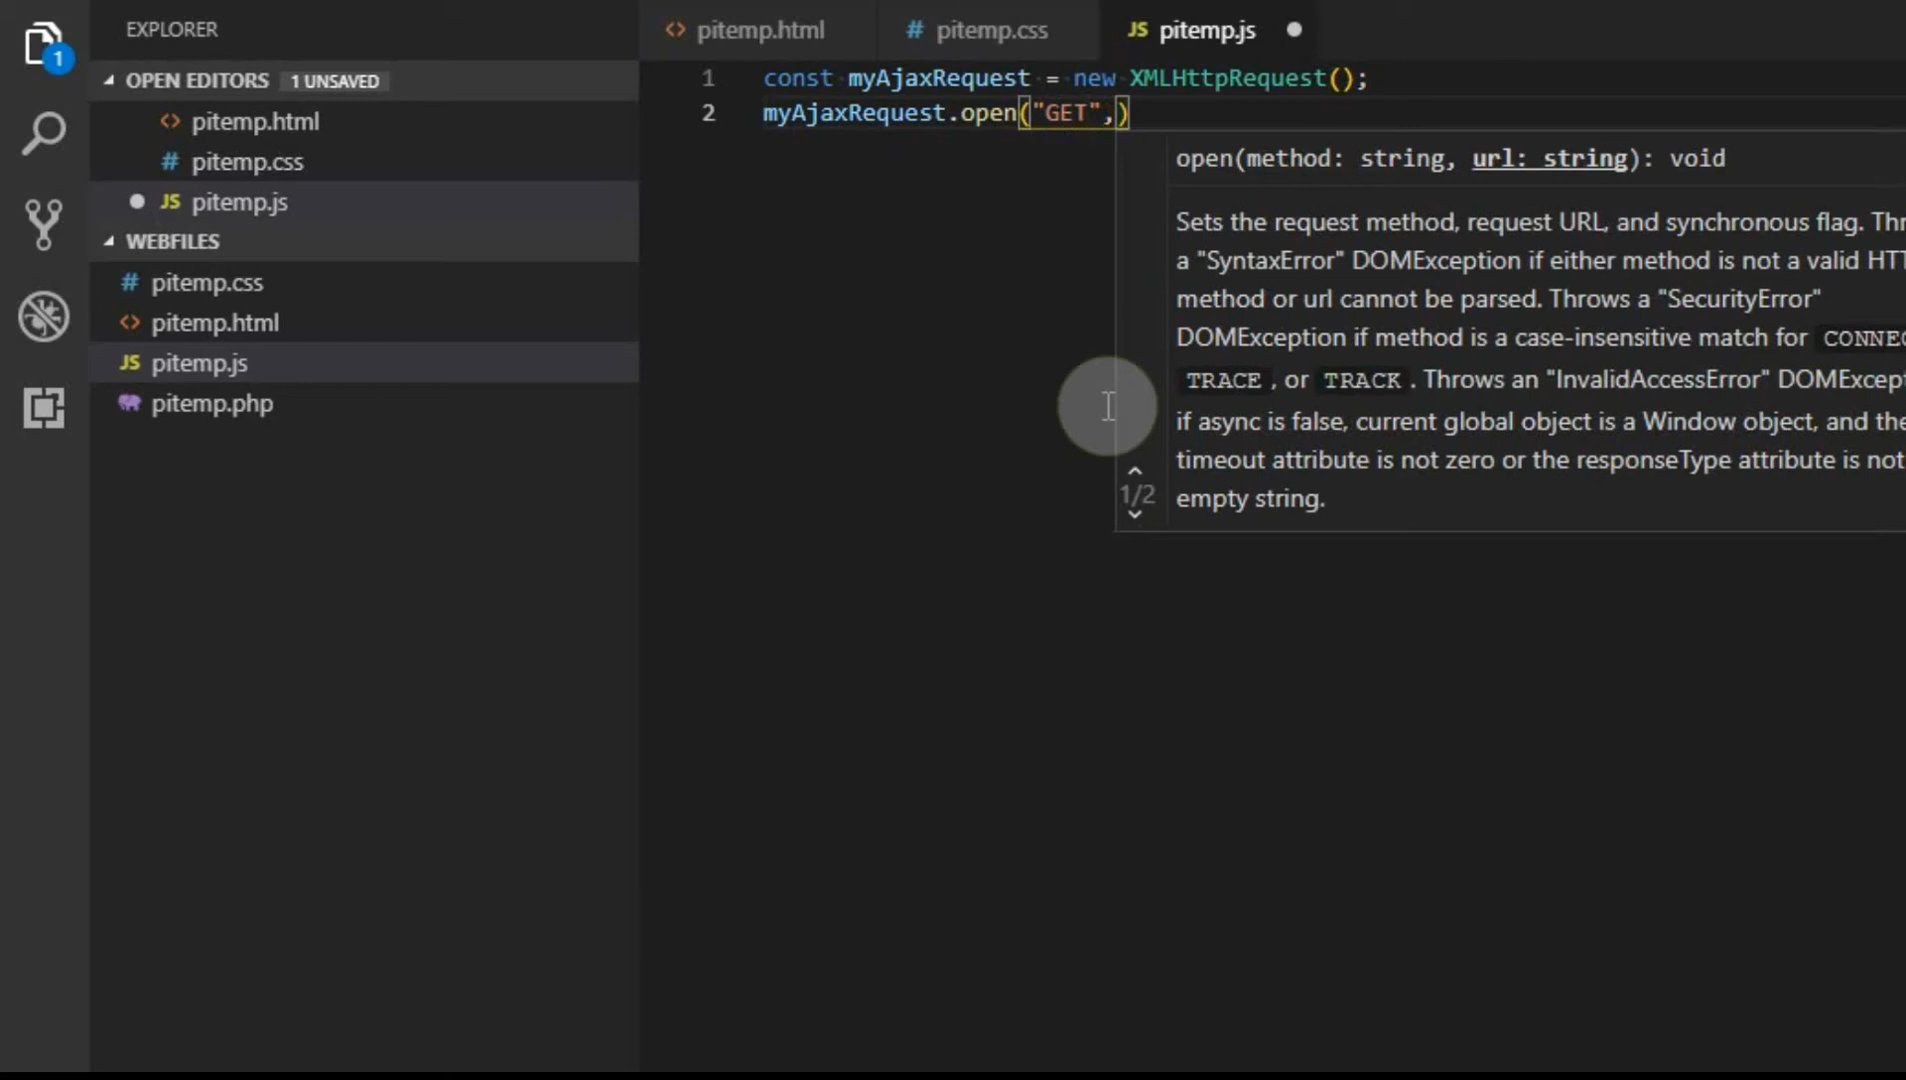 EXPLORER
OPEN EDITORS 1 UNSAVED
<> pitemp.html
# pitemp.css
JS pitemp.js
WEBFILES
# pitemp.css
<> pitemp.html
JS pitemp.js
pitemp.php
1
<> pitemp.html # pitemp.css JS pitemp.js
1 const myAjaxRequest = new XMLHttpRequest();
2 myAjaxRequest.open("GET",)
open(method: string, url: string): void
Sets the request method, request URL, and synchronous flag. Thr
a "SyntaxError" DOMException if either method is not a valid HTT
method or url cannot be parsed. Throws a "SecurityError"
DOMException if method is a case-insensitive match for CONNEC
TRACE , or TRACK . Throws an "InvalidAccessError" DOMExcept
if async is false, current global object is a Window object, and the
timeout attribute is not zero or the responseType attribute is not
empty string.
1/2